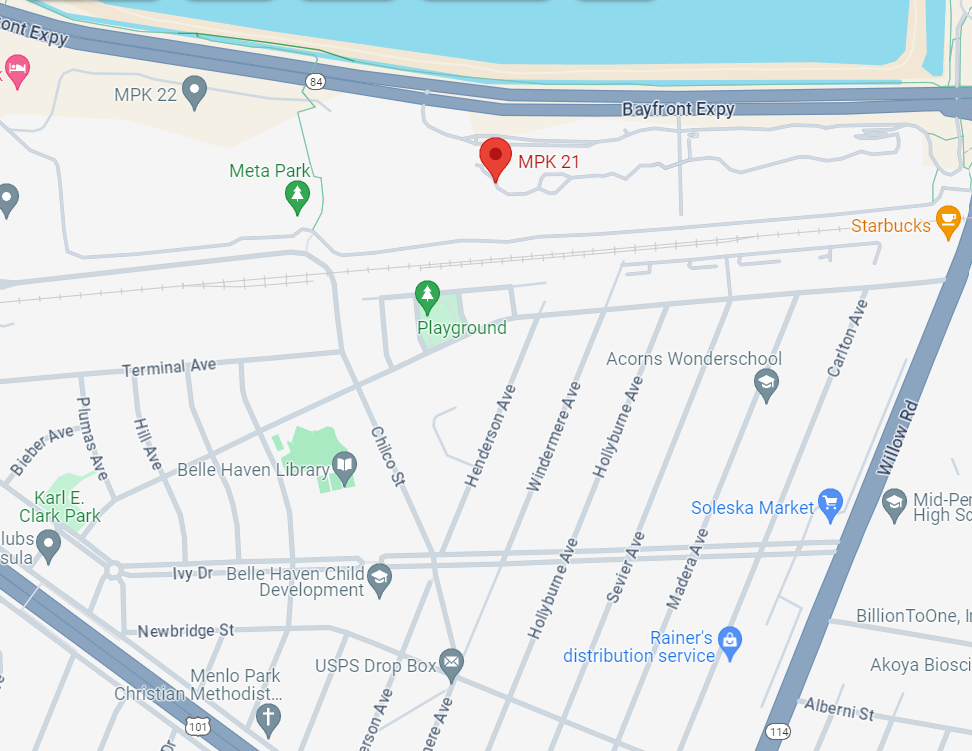 ont Expy
84
MPK 22
Bayfront Expy
MPK 21
Meta Park
Starbucks
Playground
Carlton Ave
Acorns Wonderschool
Terminal Ave
Henderson Ave
Windermere Ave
Hollyburne Ave
Plumas Ave
Hill Ave
Bieber Ave
Chilco St
Willow Rd
Belle Haven Library
Karl E.
Clark Park
Soleska Market
Mid-Pen
High Sc
lubs
sula
Ivy Dr
Belle Haven Child
Development
Hollyburne Ave
Sevier Ave
Madera Ave
Newbridge St
BillionToOne, In
Rainer's
distribution service
USPS Drop Box
Akoya Biosci
Menlo Park
Christian Methodist...
erson Ave
ere Ave
Alberni St
101
114
Dr